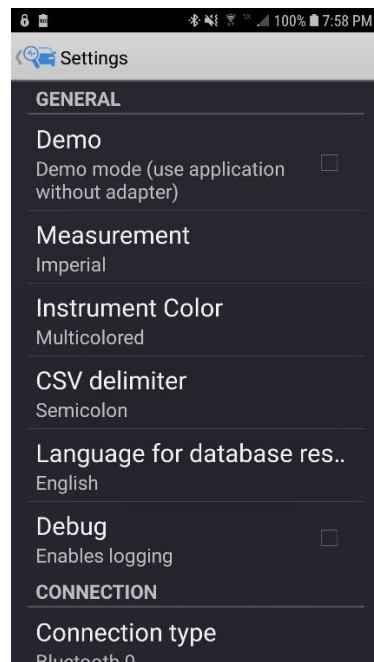 100% 7:58 PM
Settings
GENERAL
Demo
Demo mode (use application
without adapter)
Measurement
Imperial
Instrument Color
Multicolored
CSV delimiter
Semicolon
Language for database res..
English
Debug
Enables logging
CONNECTION
Connection type